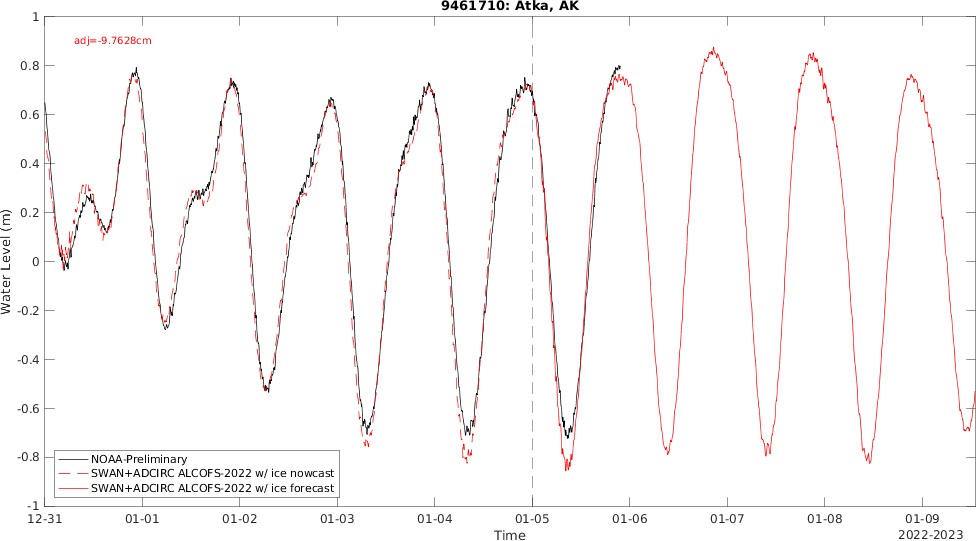 9461710: Atka, AK
adj=-9.7628cm
Water Level (m)
1
0.8
0.6
0.4
0.2
0
-0.2
-0.4
-0.6
-0.8
-1
NOAA-Preliminary
SWAN+ADCIRC ALCOFS-2022 w/ ice nowcast
SWAN+ADCIRC ALCOFS-2022 w/ ice forecast
12-31 01-01 01-02 01-03 01-04 01-05 01-06 01-07 01-08 01-09
Time
2022-2023